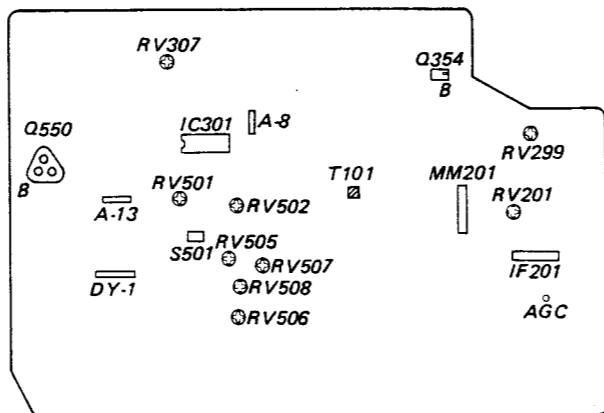 RV307
Q354
B
Q550
IC301
A-8
RV299
B
RV501
T101
MM201
A-13
RV502
RV201
S501
RV505
RV507
IF201
DY-1
RV508
AGC
RV506